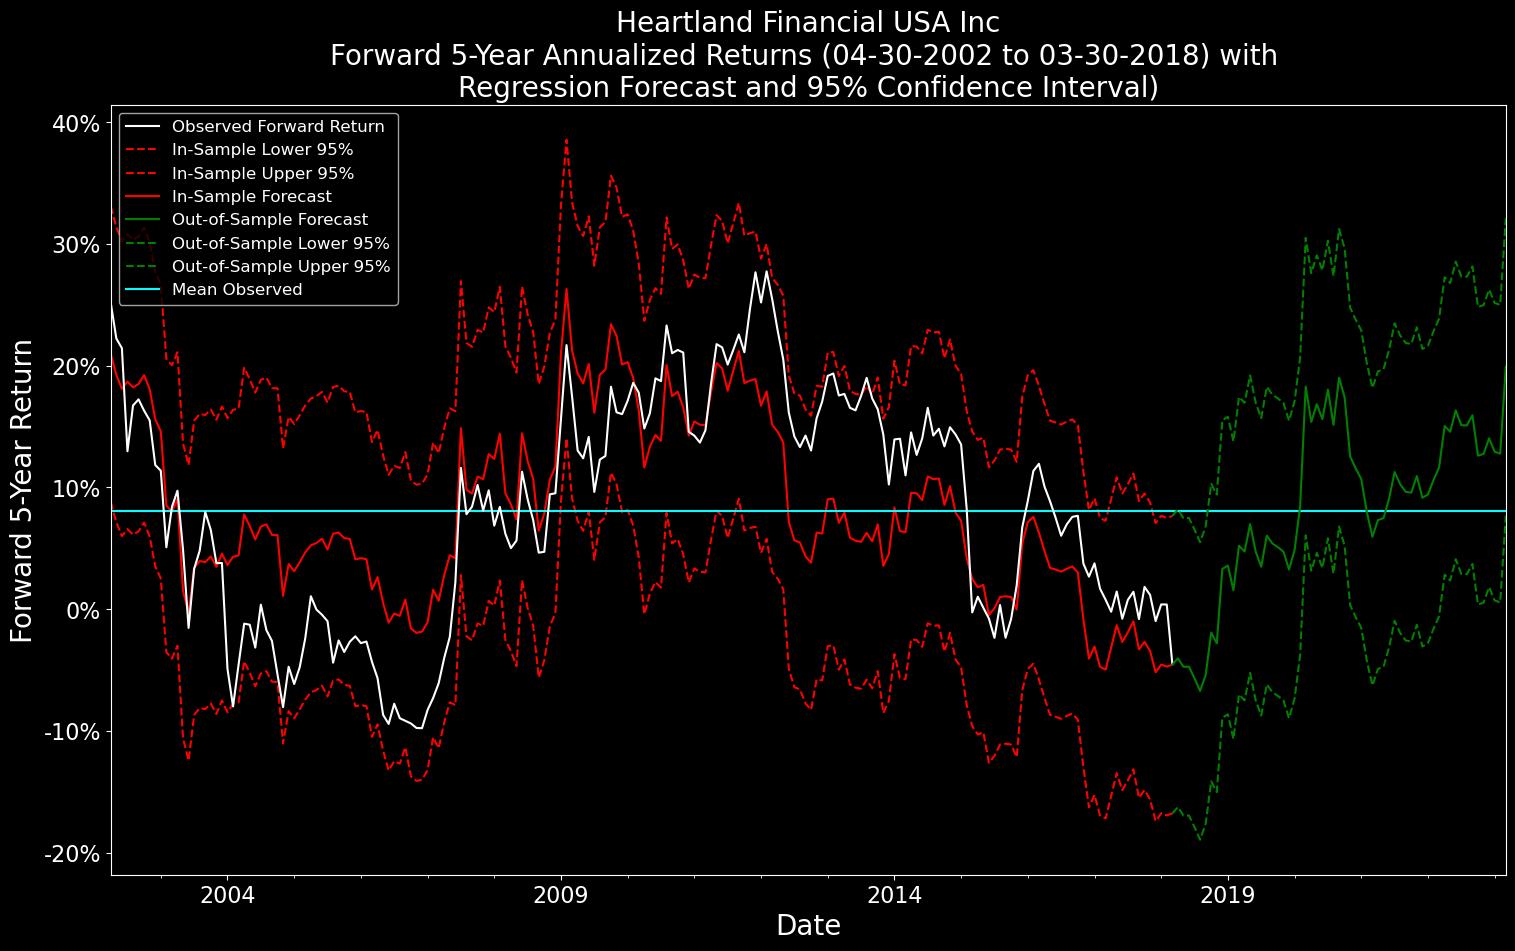 Heartland Financial USA Inc
Forward 5-Year Annualized Returns (04-30-2002 to 03-30-2018) with
Regression Forecast and 95% Confidence Interval)
40%
30%
20%
10%
0%
-10%
-20%
Forward 5-Year Return
Observed Forward Return
In-Sample Lower 95%
In-Sample Upper 95%
In-Sample Forecast
Out-of-Sample Forecast
Out-of-Sample Lower 95%
Out-of-Sample Upper 95%
Mean Observed
2004
2009
2014
2019
Date